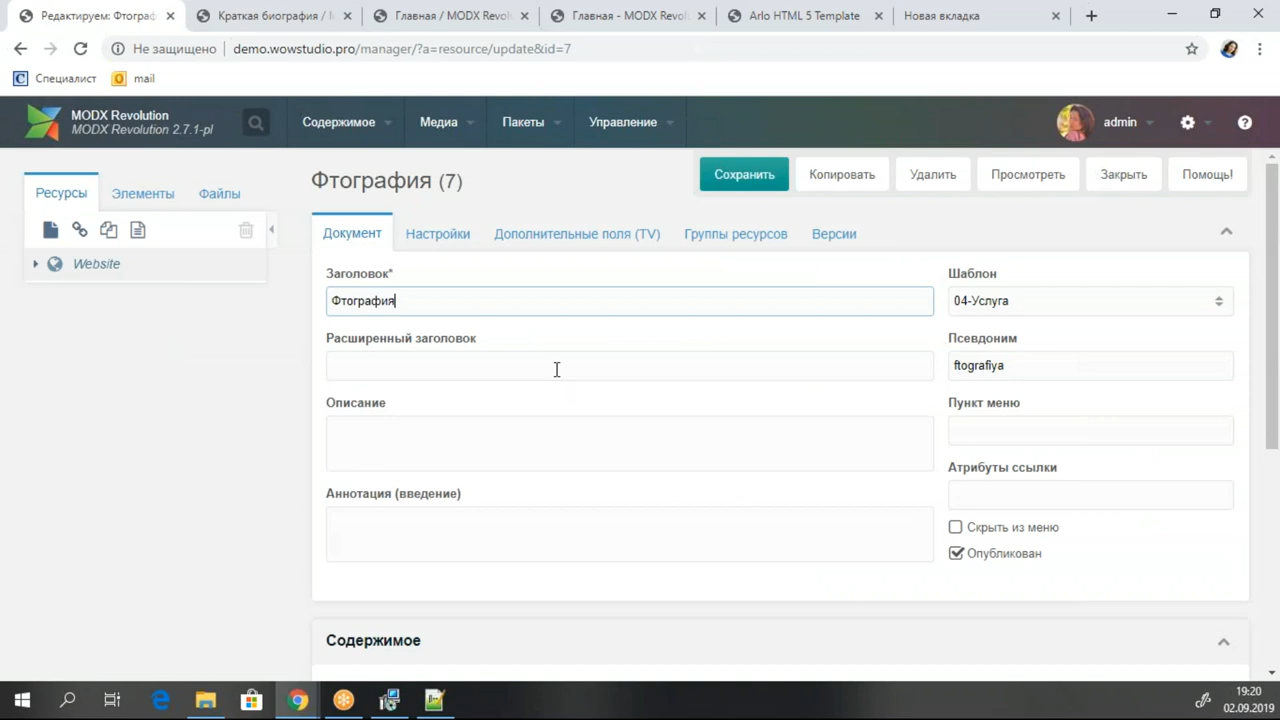 Редактируем: Фтограф
Краткая биография / М
Главная / MODX Revol
Главная - MODX Revol
Arlo HTML 5 Template
Новая вкладка
Не защищено
demo.wowstudio.pro/manager/?a=resource/update&id=7
Специалист
mail
MODX Revolution
MODX Revolution 2.7.1-pl
Содержимое
Медиа
Пакеты
Управление
admin
Ресурсы
Элементы
Файлы
Website
Фтография (7)
Сохранить
Копировать
Удалить
Просмотреть
Закрыть
Помощь!
Документ
Настройки
Дополнительные поля (TV)
Группы ресурсов
Версии
Заголовок*
Фтография
Расширенный заголовок
Описание
Аннотация (введение)
Шаблон
04-Услуга
Псевдоним
ftografiya
Пункт меню
Атрибуты ссылки
Скрыть из меню
Опубликован
Содержимое
19:20
02.09.2019